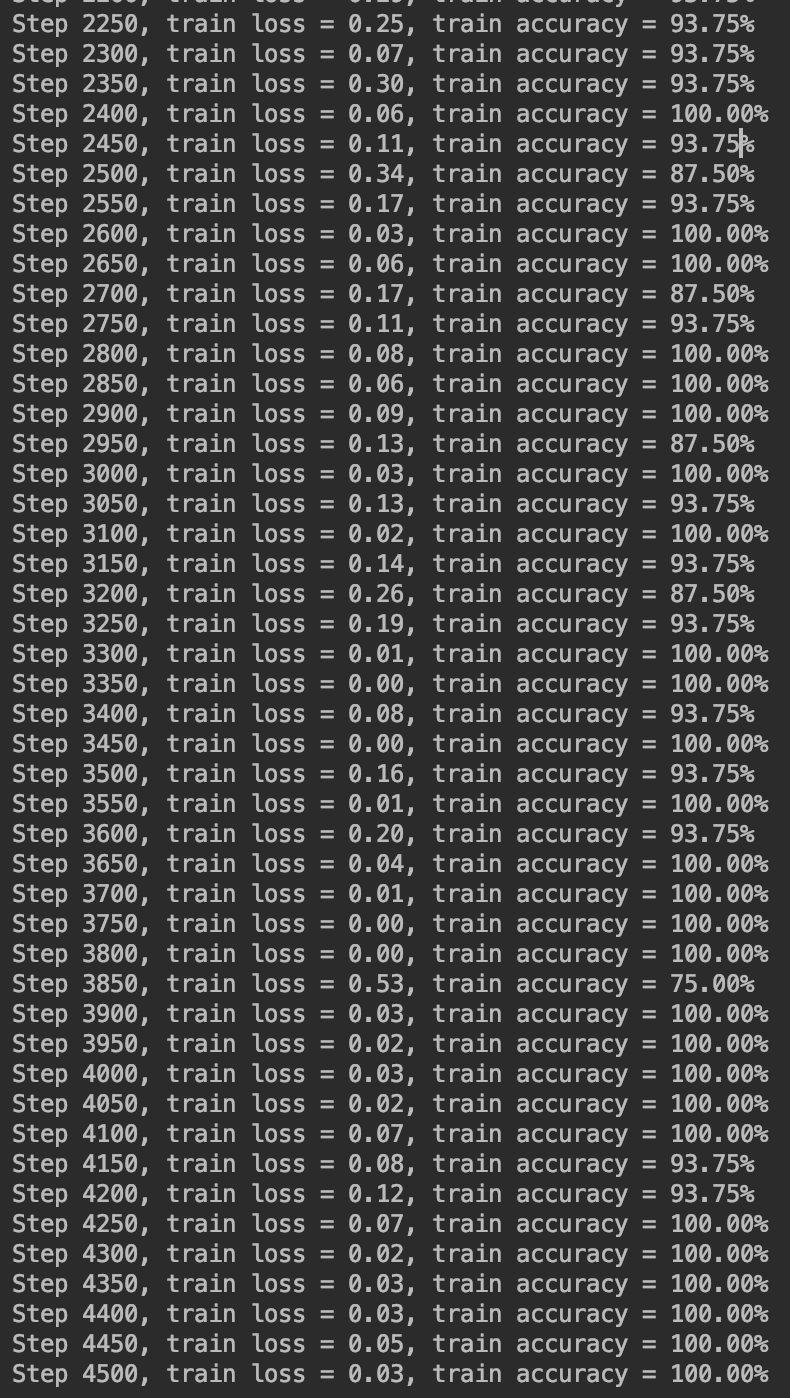 Step 2250, train loss = 0.25, train accuracy = 93.75%
Step 2300, train loss = 0.07, train accuracy = 93.75%
Step 2350, train loss = 0.30, train accuracy = 93.75%
Step 2400, train loss = 0.06, train accuracy = 100.00%
Step 2450, train loss = 0.11, train accuracy = 93.75%
Step 2500, train loss = 0.34, train accuracy = 87.50%
Step 2550, train loss = 0.17, train accuracy = 93.75%
Step 2600, train loss = 0.03, train accuracy = 100.00%
Step 2650, train loss = 0.06, train accuracy = 100.00%
Step 2700, train loss = 0.17, train accuracy = 87.50%
Step 2750, train loss = 0.11, train accuracy = 93.75%
Step 2800, train loss = 0.08, train accuracy = 100.00%
Step 2850, train loss = 0.06, train accuracy = 100.00%
Step 2900, train loss = 0.09, train accuracy = 100.00%
Step 2950, train loss = 0.13, train accuracy = 87.50%
Step 3000, train loss = 0.03, train accuracy = 100.00%
Step 3050, train loss = 0.13, train accuracy = 93.75%
Step 3100, train loss = 0.02, train accuracy = 100.00%
Step 3150, train loss = 0.14, train accuracy = 93.75%
Step 3200, train loss = 0.26, train accuracy = 87.50%
Step 3250, train loss = 0.19, train accuracy = 93.75%
Step 3300, train loss = 0.01, train accuracy = 100.00%
Step 3350, train loss = 0.00, train accuracy = 100.00%
Step 3400, train loss = 0.08, train accuracy = 93.75%
Step 3450, train loss = 0.00, train accuracy = 100.00%
Step 3500, train loss = 0.16, train accuracy = 93.75%
Step 3550, train loss = 0.01, train accuracy = 100.00%
Step 3600, train loss = 0.20, train accuracy = 93.75%
Step 3650, train loss = 0.04, train accuracy = 100.00%
Step 3700, train loss = 0.01, train accuracy = 100.00%
Step 3750, train loss = 0.00, train accuracy = 100.00%
Step 3800, train loss = 0.00, train accuracy = 100.00%
Step 3850, train loss = 0.53, train accuracy = 75.00%
Step 3900, train loss = 0.03, train accuracy = 100.00%
Step 3950, train loss = 0.02, train accuracy = 100.00%
Step 4000, train loss = 0.03, train accuracy = 100.00%
Step 4050, train loss = 0.02, train accuracy = 100.00%
Step 4100, train loss = 0.07, train accuracy = 100.00%
Step 4150, train loss = 0.08, train accuracy = 93.75%
Step 4200, train loss = 0.12, train accuracy = 93.75%
Step 4250, train loss = 0.07, train accuracy = 100.00%
Step 4300, train loss = 0.02, train accuracy = 100.00%
Step 4350, train loss = 0.03, train accuracy = 100.00%
Step 4400, train loss = 0.03, train accuracy = 100.00%
Step 4450, train loss = 0.05, train accuracy = 100.00%
Step 4500, train loss = 0.03, train accuracy = 100.00%